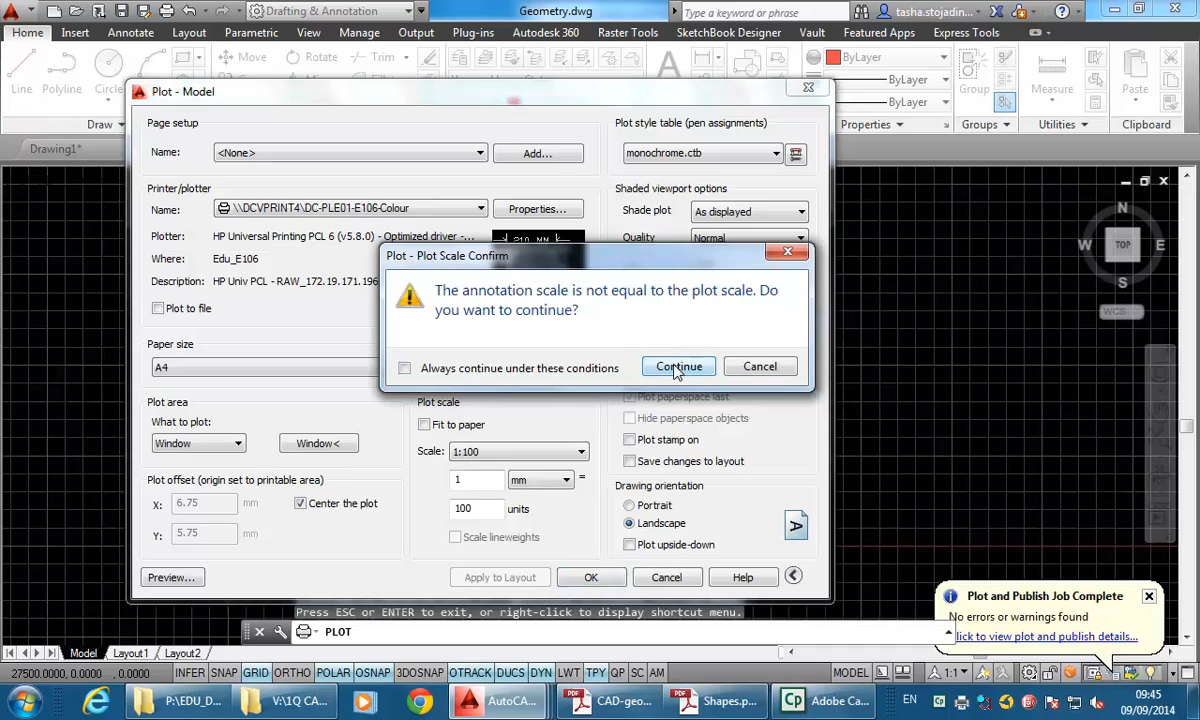 Drafting & Annotation
Geometry.dwg
Type a keyword or phrase
tasha.stojadin...
Home Insert Annotate Layout Parametric View Manage Output Plug-ins Autodesk 360 Raster Tools SketchBook Designer Vault Featured Apps Express Tools
Line Polyline Circle
Move Rotate Trim
ByLayer
ByLayer
ByLayer
Group Measure Paste
Draw Properties Groups Utilities Clipboard
Drawing1*
Plot - Model
Page setup
Name: <None> Add...
Plot style table (pen assignments)
monochrome.ctb
Printer/plotter
Name: \\DCVPRINT4\DC-PLE01-E106-Colour Properties...
Plotter: HP Universal Printing PCL 6 (v5.8.0) - Optimized driver -...
Where: Edu_E106
Description: HP Univ PCL - RAW_172.19.171.196
Plot to file
210 MM
Shaded viewport options
Shade plot As displayed
Quality Normal
Plot - Plot Scale Confirm
The annotation scale is not equal to the plot scale. Do
you want to continue?
Always continue under these conditions Continue Cancel
Paper size
A4
Plot area
What to plot:
Window Window<
Plot offset (origin set to printable area)
X: 6.75 mm Center the plot
Y: 5.75 mm
Plot scale
Fit to paper
Scale: 1:100
1 mm =
100 units
Scale lineweights
Plot paperspace last
Hide paperspace objects
Plot stamp on
Save changes to layout
Drawing orientation
Portrait
Landscape
Plot upside-down
A
Preview... Apply to Layout OK Cancel Help
N
W TOP E
S
WCS
Press ESC or ENTER to exit, or right-click to display shortcut menu.
PLOT
Plot and Publish Job Complete
No errors or warnings found
lick to view plot and publish details...
Model Layout1 Layout2
27500.0000, 0.0000 , 0.0000 INFER SNAP GRID ORTHO POLAR OSNAP 3DOSNAP OTRACK DUCS DYN LWT TPY QP SC AM MODEL 1:1
P:\EDU_D... V:\1Q CA... AutoCA... CAD-geo... Shapes.p... Adobe Ca... EN
09:45
09/09/2014